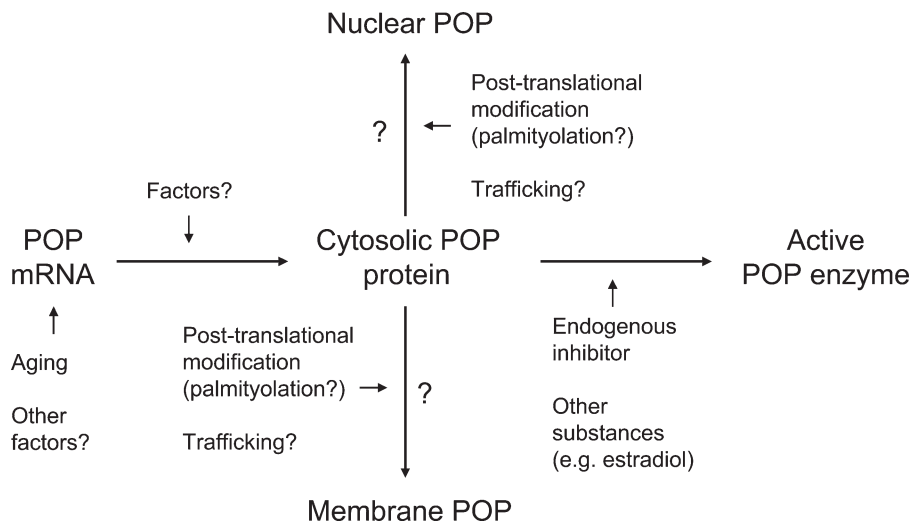 Nuclear POP
Post-translational
modification
(palmityolation?)
?
Trafficking?
Factors?
POP
mRNA
Cytosolic POP
protein
Active
POP enzyme
Aging
Other
factors?
Post-translational
modification
(palmityolation?)
?
Trafficking?
Endogenous
inhibitor
Other
substances
(e.g. estradiol)
Membrane POP